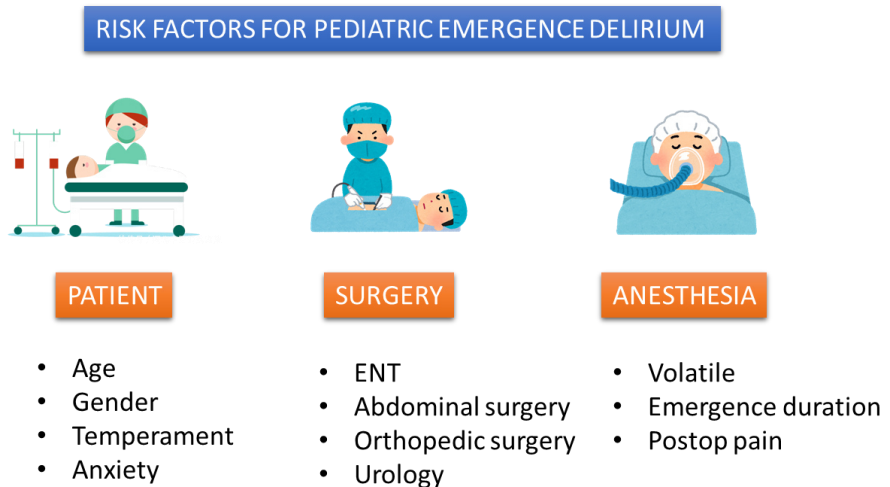 RISK FACTORS FOR PEDIATRIC EMERGENCE DELIRIUM
PATIENT
• Age
• Gender
• Temperament
• Anxiety
SURGERY
• ENT
• Abdominal surgery
• Orthopedic surgery
• Urology
ANESTHESIA
• Volatile
• Emergence duration
• Postop pain